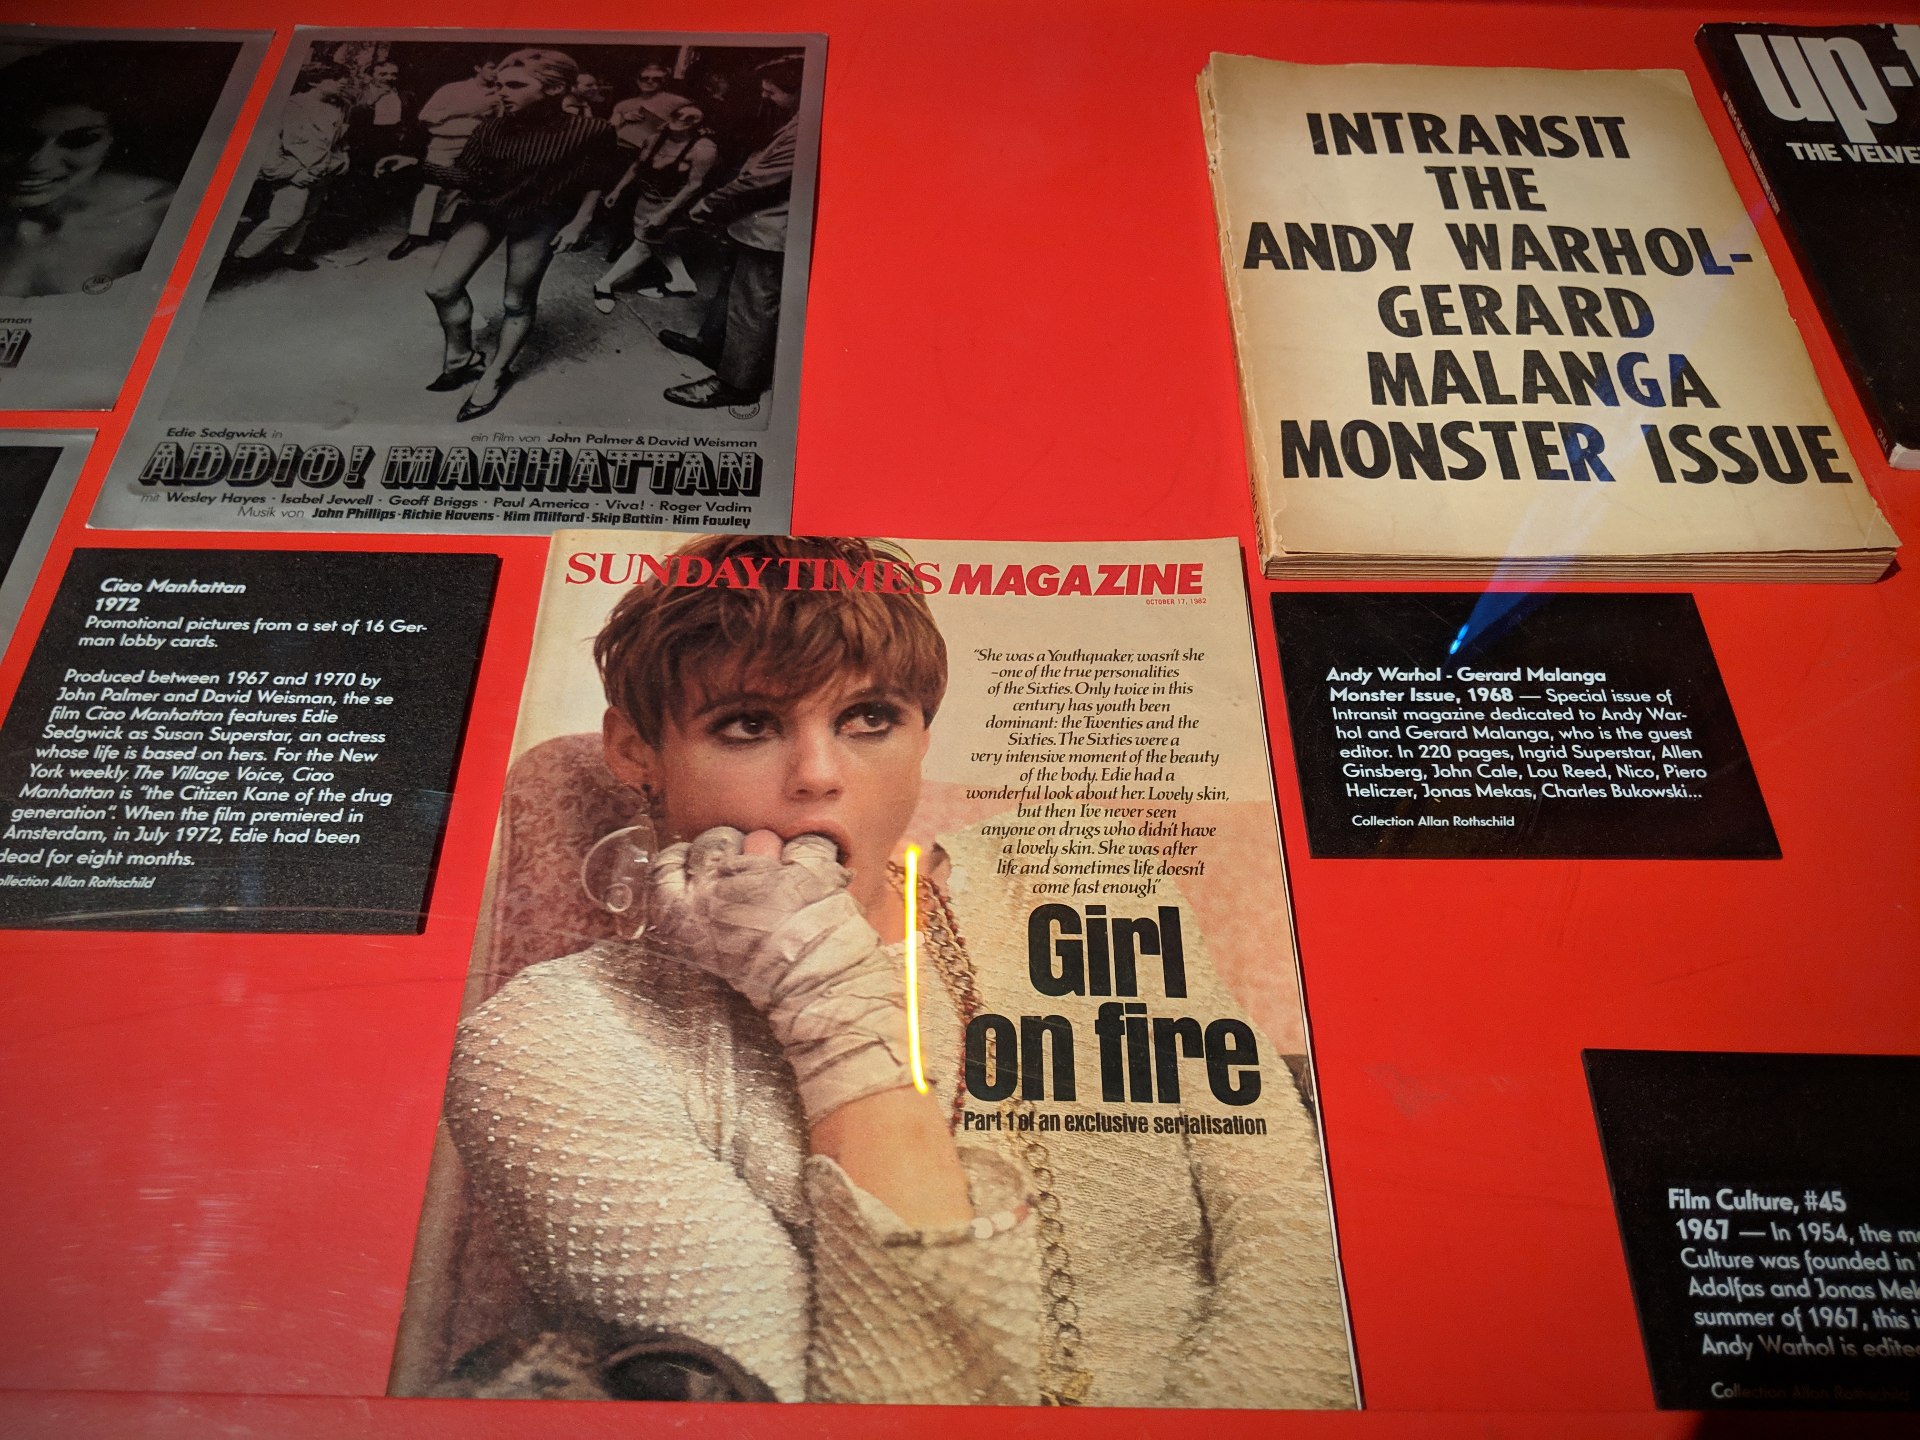 Edie Sedgwick in
ein Film von John Palmer & David Weisman
ADDIO! MANHATTAN
mit Wesley Hayes · Isabel Jewell · Geoff Briggs · Paul America · Viva! · Roger Vadim
Musik von John Phillips · Richie Havens · Kim Milford · Skip Battin · Kim Fowley
INTRANSIT
THE
ANDY WARHOL-
GERARD
MALANGA
MONSTER ISSUE
up-
THE VELVE
Ciao Manhattan
1972
Promotional pictures from a set of 16 Ger-
man lobby cards.
Produced between 1967 and 1970 by
John Palmer and David Weisman, the se
film Ciao Manhattan features Edie
Sedgwick as Susan Superstar, an actress
whose life is based on hers. For the New
York weekly The Village Voice, Ciao
Manhattan is "the Citizen Kane of the drug
generation". When the film premiered in
Amsterdam, in July 1972, Edie had been
dead for eight months.
ollection Allan Rothschild
SUNDAY TIMES MAGAZINE
OCTOBER 17, 1982
"She was a Youthquaker, wasn't she
–one of the true personalities
of the Sixties. Only twice in this
century has youth been
dominant: the Twenties and the
Sixties. The Sixties were a
very intensive moment of the beauty
of the body. Edie had a
wonderful look about her. Lovely skin,
but then I've never seen
anyone on drugs who didn't have
a lovely skin. She was after
life and sometimes life doesn't
come fast enough"
Girl
on fire
Part 1 of an exclusive serialisation
Andy Warhol - Gerard Malanga
Monster Issue, 1968 — Special issue of
Intransit magazine dedicated to Andy War-
hol and Gerard Malanga, who is the guest
editor. In 220 pages, Ingrid Superstar, Allen
Ginsberg, John Cale, Lou Reed, Nico, Piero
Heliczer, Jonas Mekas, Charles Bukowski...
Collection Allan Rothschild
Film Culture, #45
1967 — In 1954, the m
Culture was founded in
Adolfas and Jonas Mek
summer of 1967, this i
Andy Warhol is edite
Collection Allan Rothschild